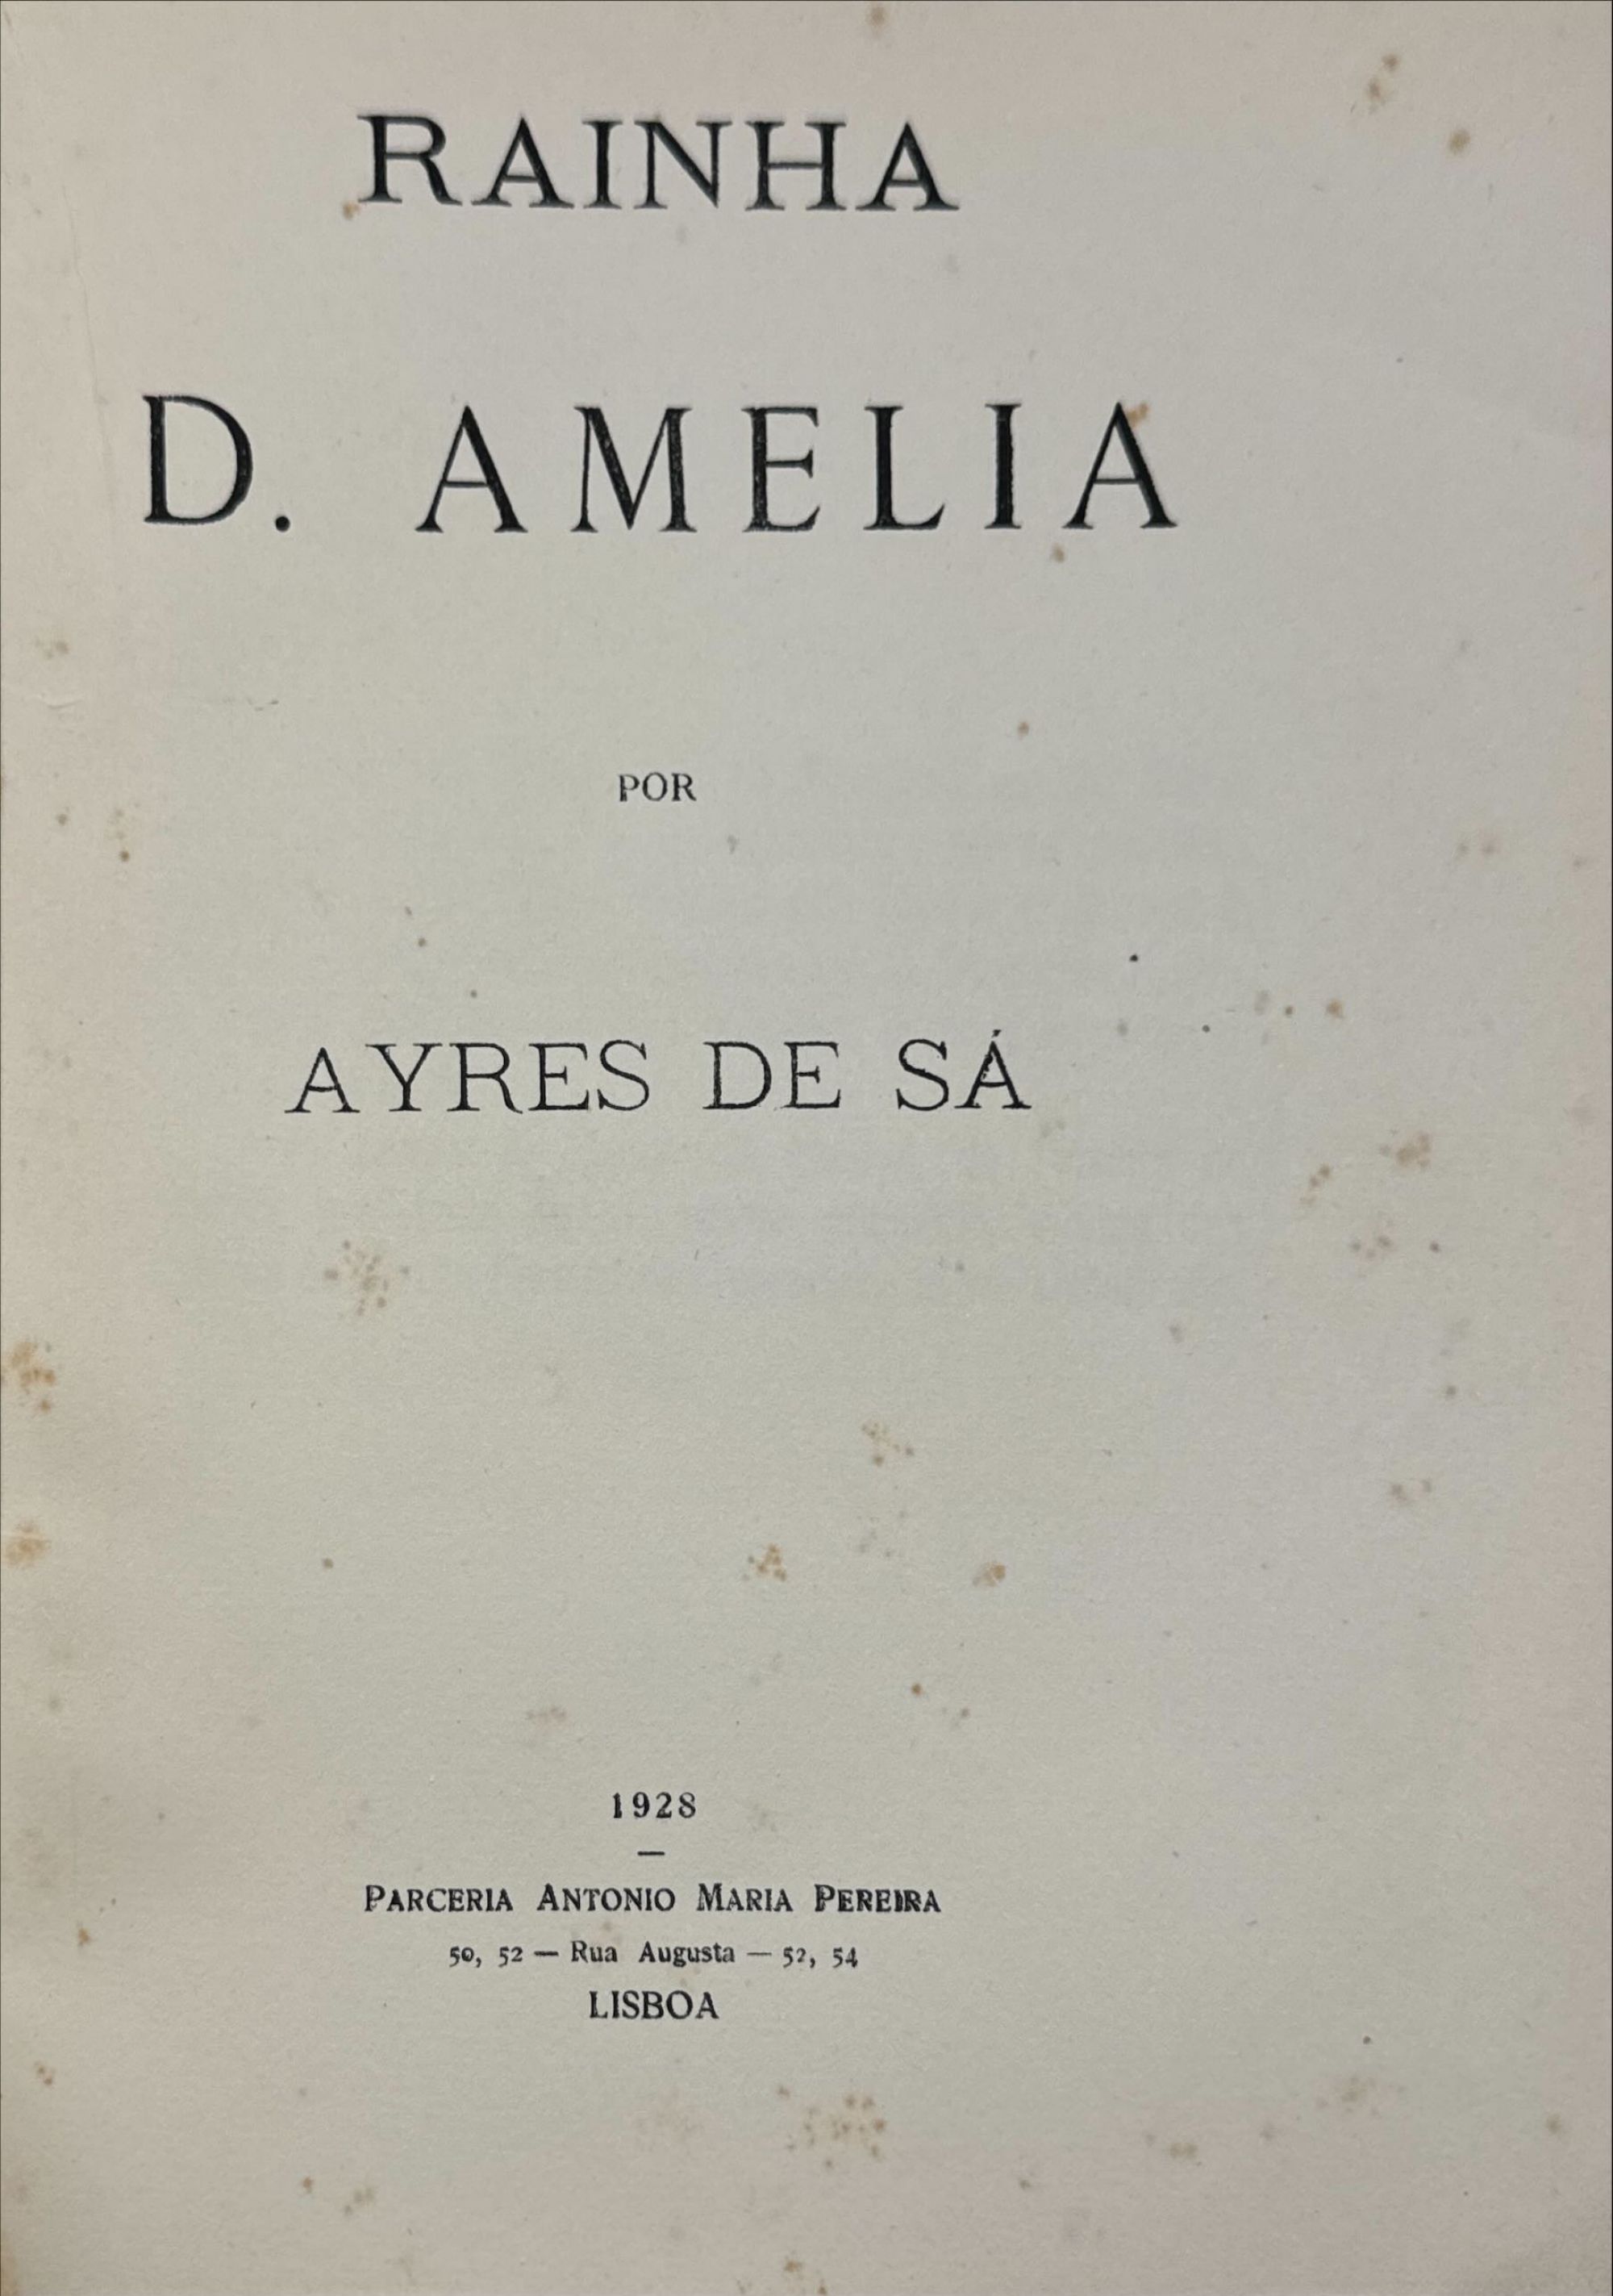 RAINHA
D. AMELIA
POR
AYRES DE SÁ
1928
—
PARCERIA ANTONIO MARIA PEREIRA
50, 52 — Rua Augusta — 52, 54
LISBOA